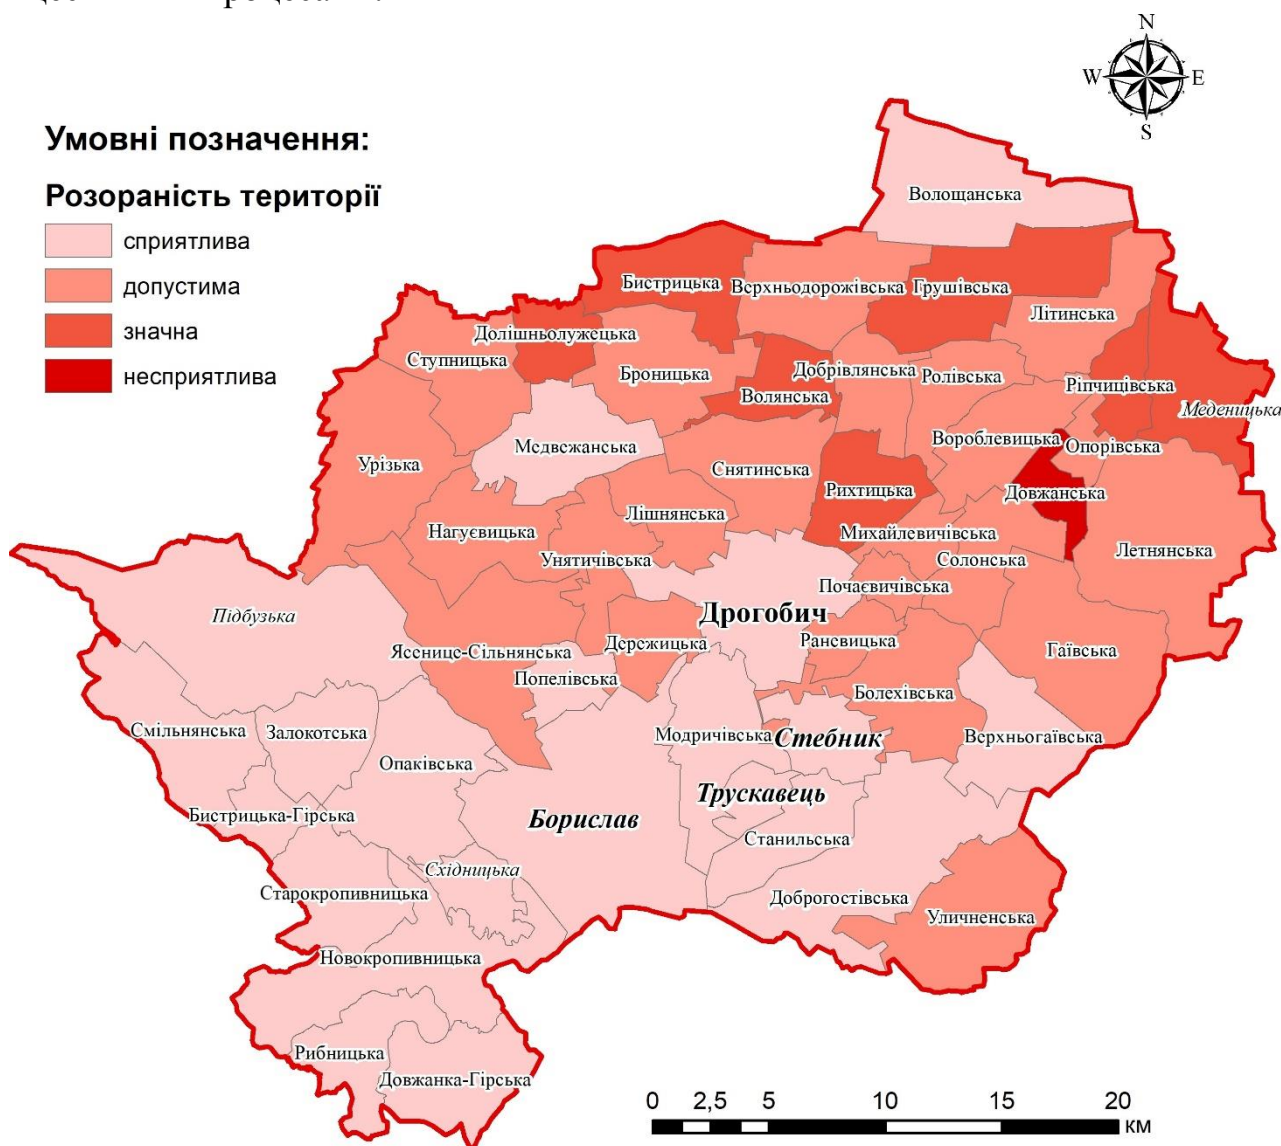 N
W E
S
Умовні позначення:
Розораність території
сприятлива
допустима
значна
несприятлива
Волощанська
Бистрицька
Верхньодорожівська
Грушівська
Літинська
Долішньолужецька
Ступницька
Броницька
Добрівлянська
Ролівська
Ріпчицівська
Волянська
Меденицька
Медвежанська
Вороблевицька
Опорівська
Урізька
Снятинська
Рихтицька
Довжанська
Лішнянська
Нагуєвицька
Михайлевичівська
Унятичівська
Солонська
Летнянська
Почаєвичівська
Підбузька
Дрогобич
Дережицька
Раневицька
Ясенице-Сільнянська
Гаївська
Попелівська
Болехівська
Смільнянська
Залокотська
Модричівська
Стебник
Верхньогаївська
Опаківська
Трускавець
Бистрицька-Гірська
Борислав
Станильська
Східницька
Старокропивницька
Доброгостівська
Уличненська
Новокропивницька
Рибницька
Довжанка-Гірська
0 2,5 5 10 15 20
км